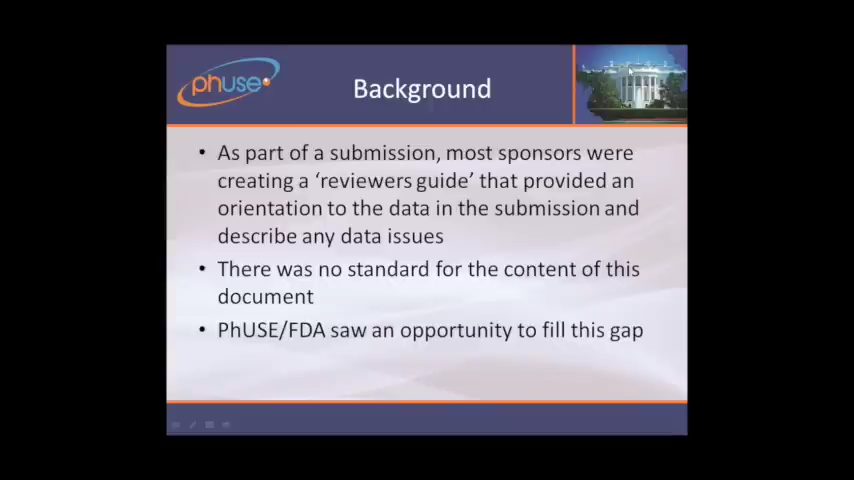 phUSE
Background
• As part of a submission, most sponsors were
creating a ‘reviewers guide’ that provided an
orientation to the data in the submission and
describe any data issues
• There was no standard for the content of this
document
• PhUSE/FDA saw an opportunity to fill this gap